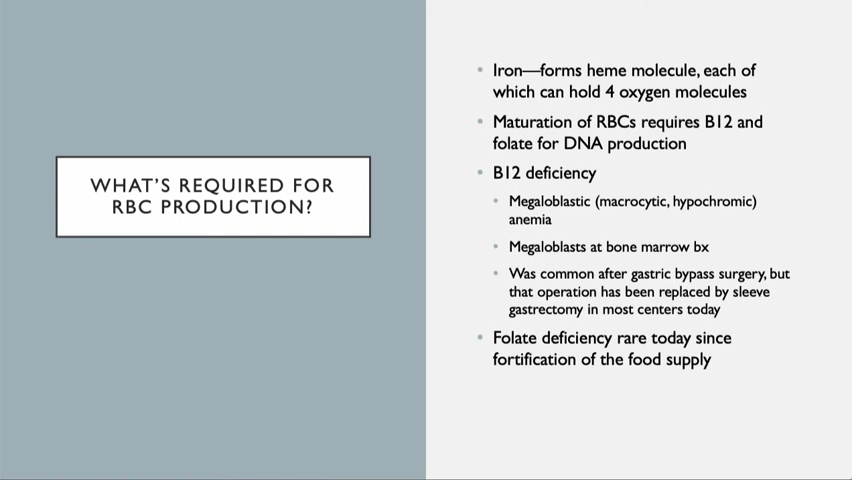 WHAT'S REQUIRED FOR
RBC PRODUCTION?
• Iron—forms heme molecule, each of
which can hold 4 oxygen molecules
• Maturation of RBCs requires B12 and
folate for DNA production
• B12 deficiency
• Megaloblastic (macrocytic, hypochromic)
anemia
• Megaloblasts at bone marrow bx
• Was common after gastric bypass surgery, but
that operation has been replaced by sleeve
gastrectomy in most centers today
• Folate deficiency rare today since
fortification of the food supply